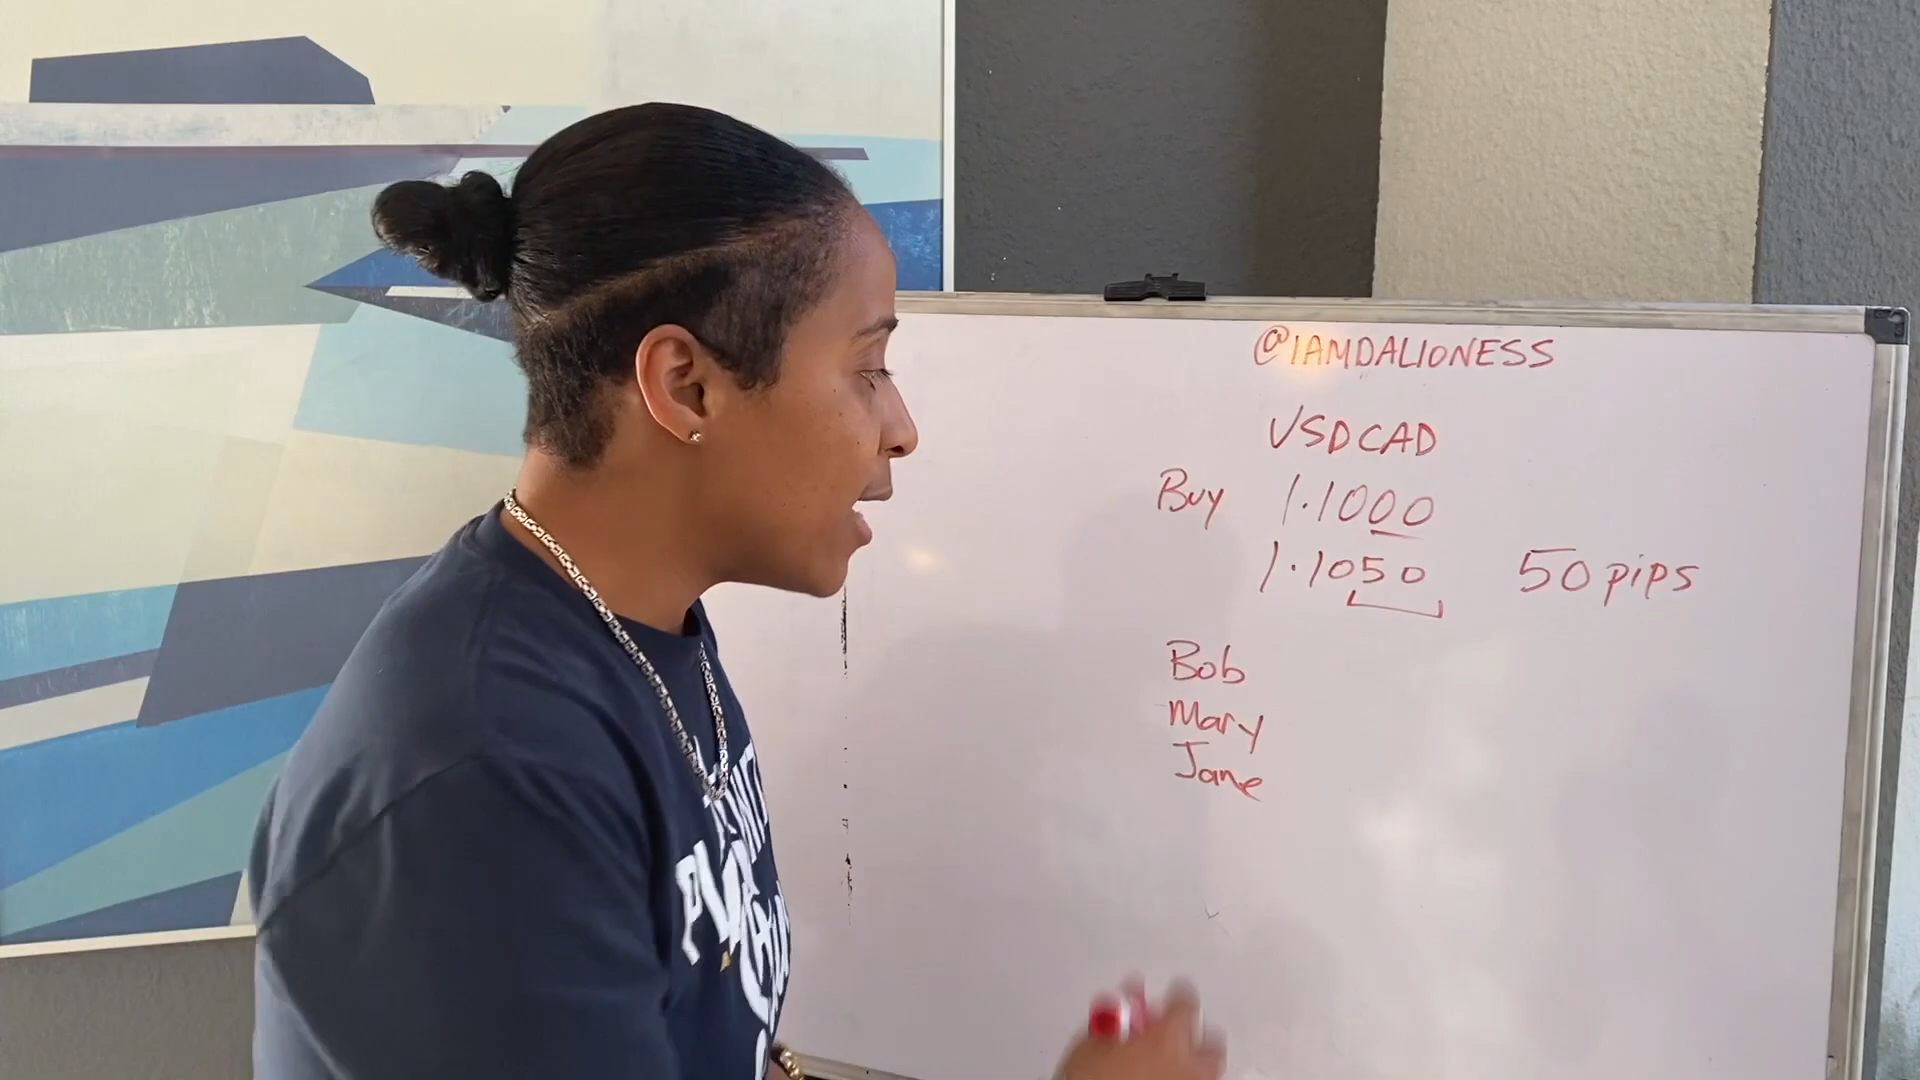 @IAMDALIONESS
USDCAD
Buy 1.1000
1.1050 50 pips
Bob
Mary
Jane